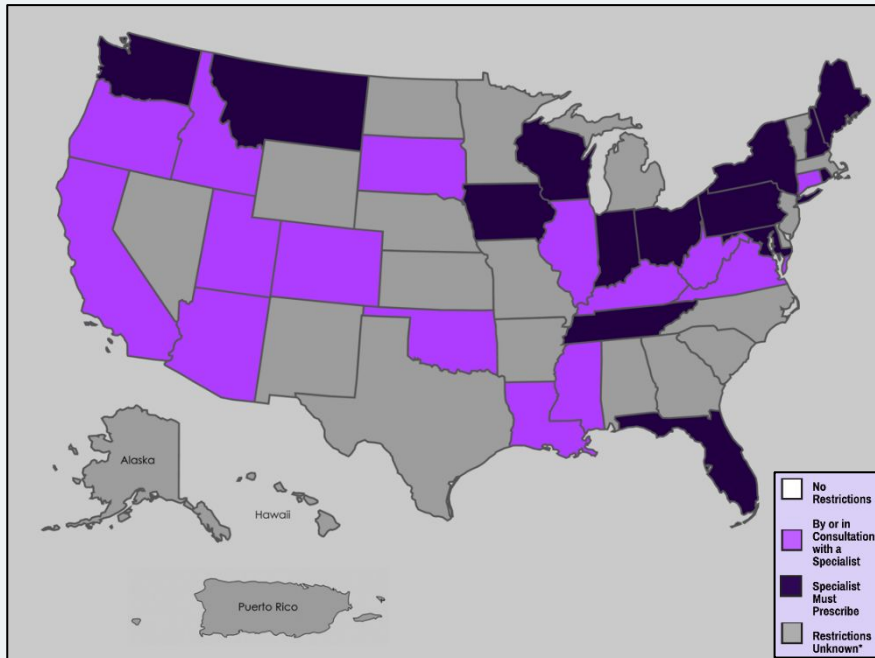 Alaska
Hawaii
Puerto Rico
No
Restrictions
By or in
Consultation
with a
Specialist
Specialist
Must
Prescribe
Restrictions
Unknown*